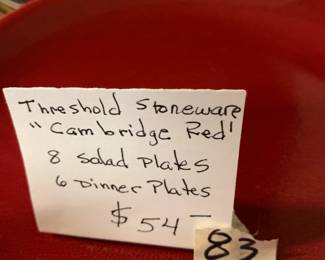 Threshold Stoneware
"Cambridge Red"
8 Salad Plates
6 Dinner Plates
$54-
83